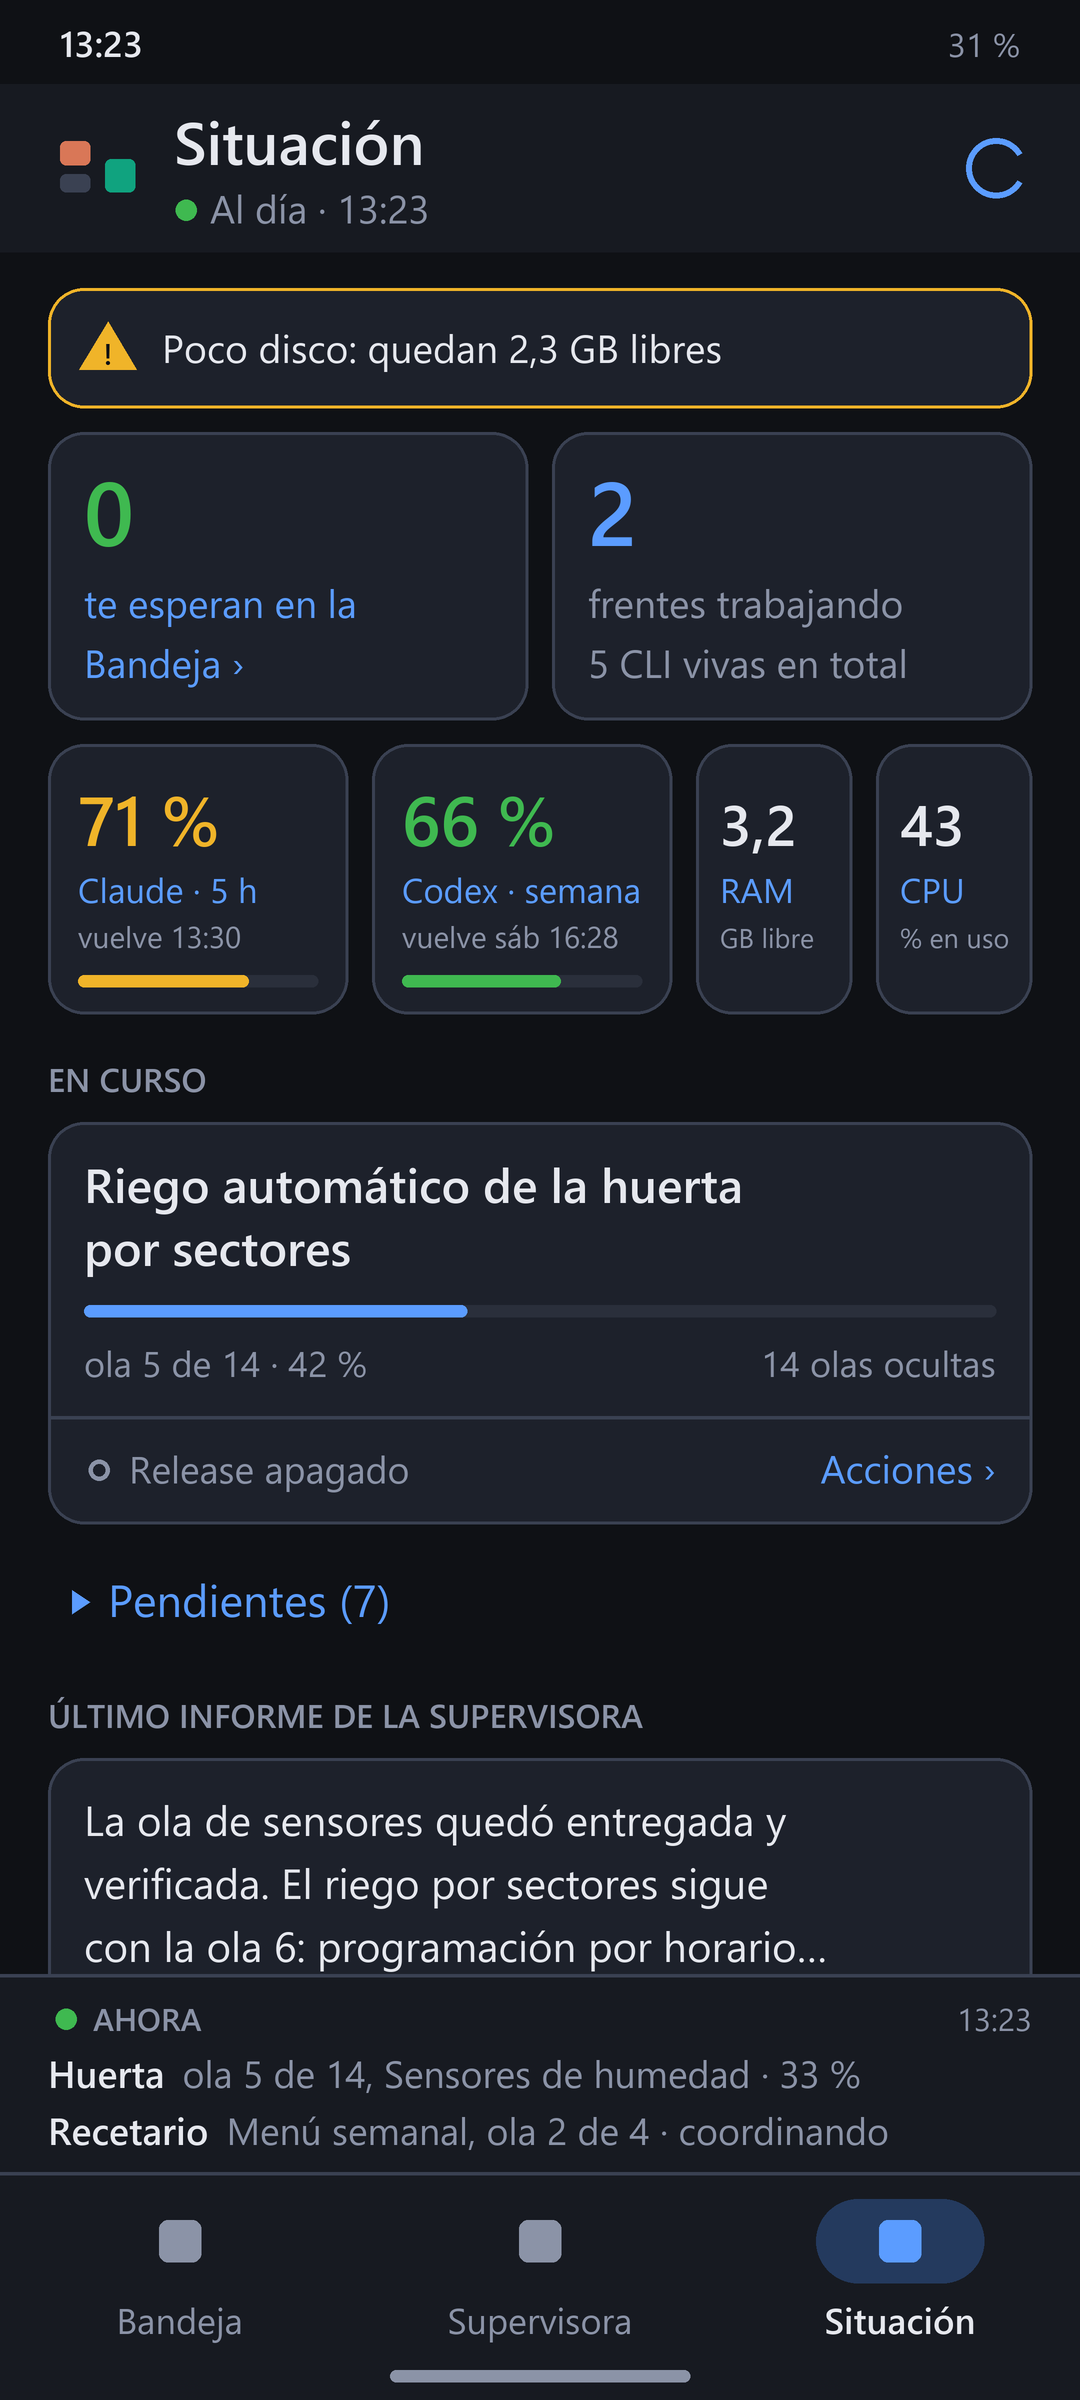 13:23
31 %
Situación
Al día · 13:23
Poco disco: quedan 2,3 GB libres
0
te esperan en la
Bandeja ›
2
frentes trabajando
5 CLI vivas en total
71 %
Claude · 5 h
vuelve 13:30
66 %
Codex · semana
vuelve sáb 16:28
3,2
RAM
GB libre
43
CPU
% en uso
EN CURSO
Riego automático de la huerta
por sectores
ola 5 de 14 · 42 %
14 olas ocultas
Release apagado
Acciones ›
Pendientes (7)
ÚLTIMO INFORME DE LA SUPERVISORA
La ola de sensores quedó entregada y
verificada. El riego por sectores sigue
con la ola 6: programación por horario...
AHORA
13:23
Huerta ola 5 de 14, Sensores de humedad · 33 %
Recetario Menú semanal, ola 2 de 4 · coordinando
Bandeja
Supervisora
Situación